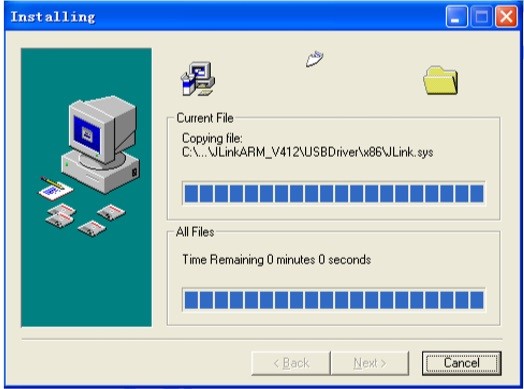 Installing
Current File
Copying file:
C:\...\JLinkARM_V412\USBDriver\x86\JLink.sys
All Files
Time Remaining 0 minutes 0 seconds
< Back
Next >
Cancel